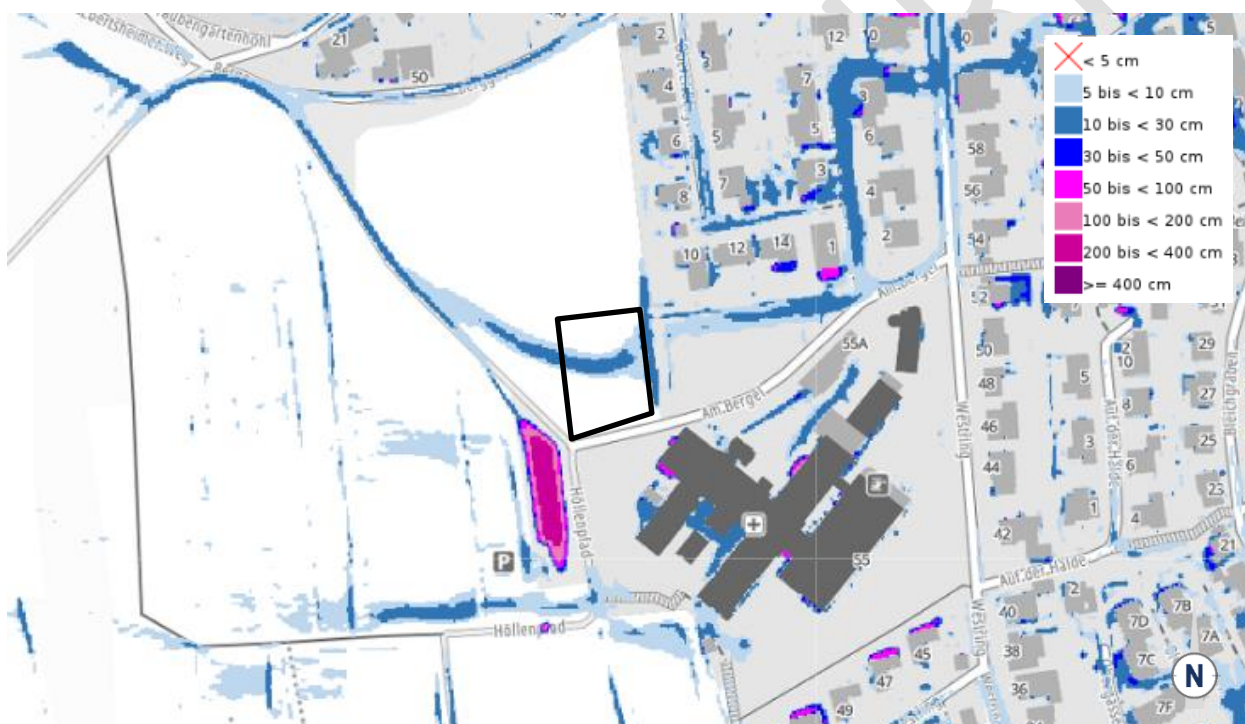 21
50
2
4
6
8
5
7
7
5
3
10
12
14
1
12
10
3
6
4
2
58
56
54
52
50
48
46
44
42
40
38
36
55A
55
Am Bergel
Am Bergel
Westring
Westring
Höllenpfad
Höllenpfad
P
Auf der Halde
Auf der Halde
5
3
1
2
10
8
6
4
29
27
25
23
21
2
7D
7B
7A
7C
7F
45
47
49
N
< 5 cm
5 bis < 10 cm
10 bis < 30 cm
30 bis < 50 cm
50 bis < 100 cm
100 bis < 200 cm
200 bis < 400 cm
>= 400 cm